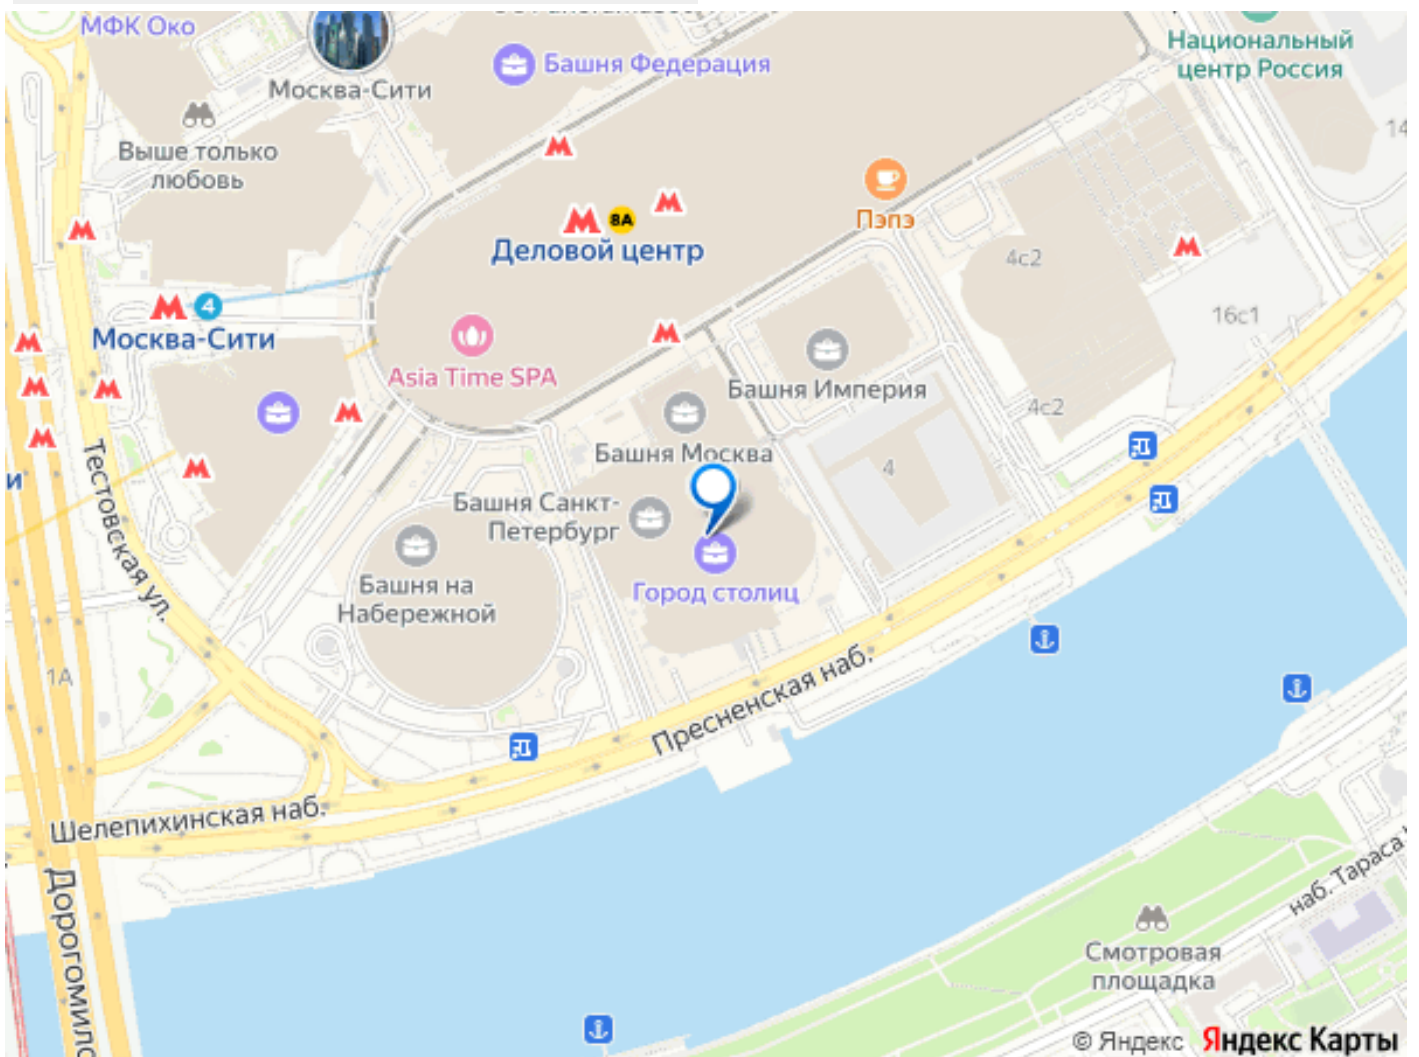 МФК Око
Москва-Сити
Башня Федерация
Национальный
центр Россия
14
Выше только
любовь
Пэпэ
8А
Деловой центр
4с2
4
Москва-Сити
16с1
Asia Time SPA
Башня Империя
4с2
Башня Москва
4
и
Тестовская ул.
Башня Санкт-
Петербург
Город столиц
Башня на
Набережной
1А
Пресненская наб.
Шелепихинская наб.
Дорогомило
наб. Тараса
Смотровая
площадка
© Яндекс Яндекс Карты